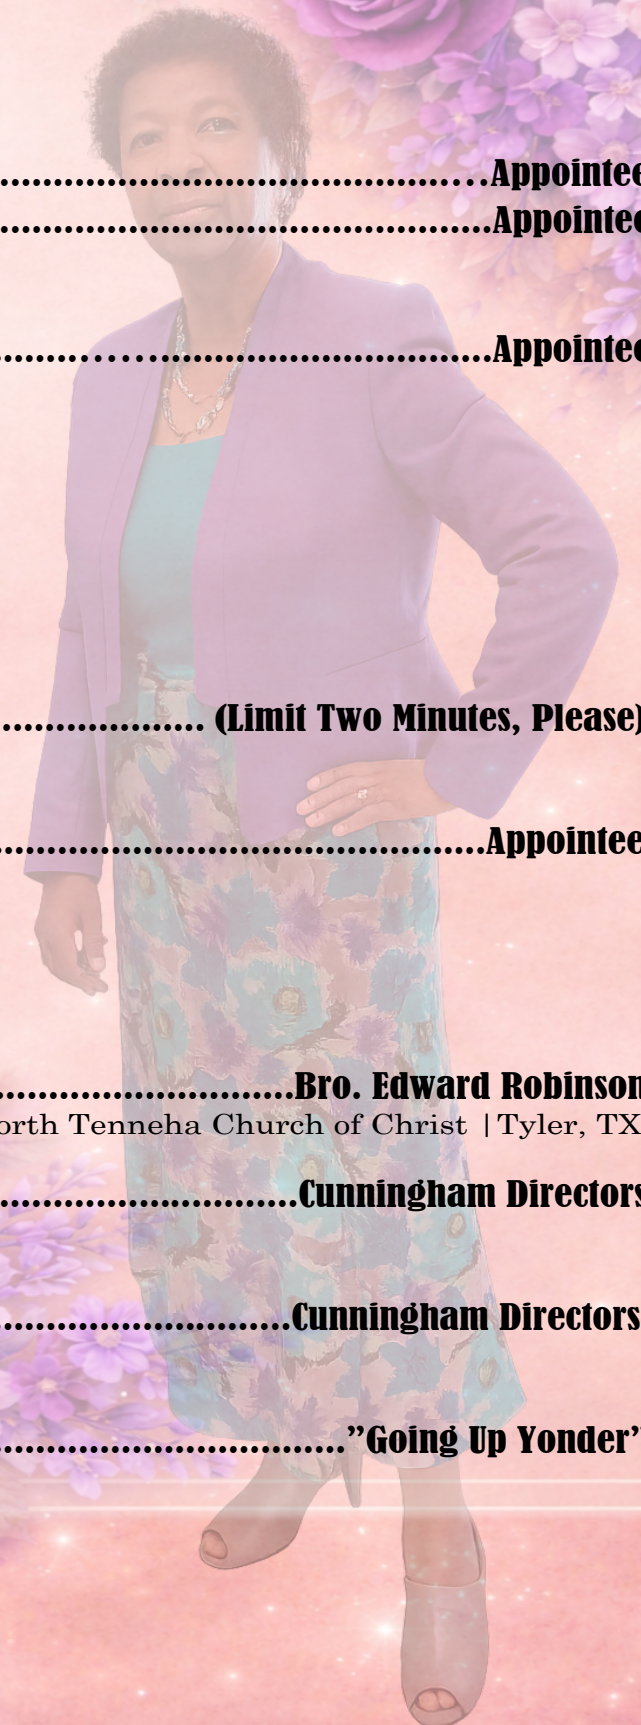 ................................................Appointee
................................................Appointee
................................................Appointee
.................... (Limit Two Minutes, Please)
................................................Appointee
.............................Bro. Edward Robinson
orth Tenneha Church of Christ |Tyler, TX
.............................Cunningham Directors
.............................Cunningham Directors
..................................”Going Up Yonder”